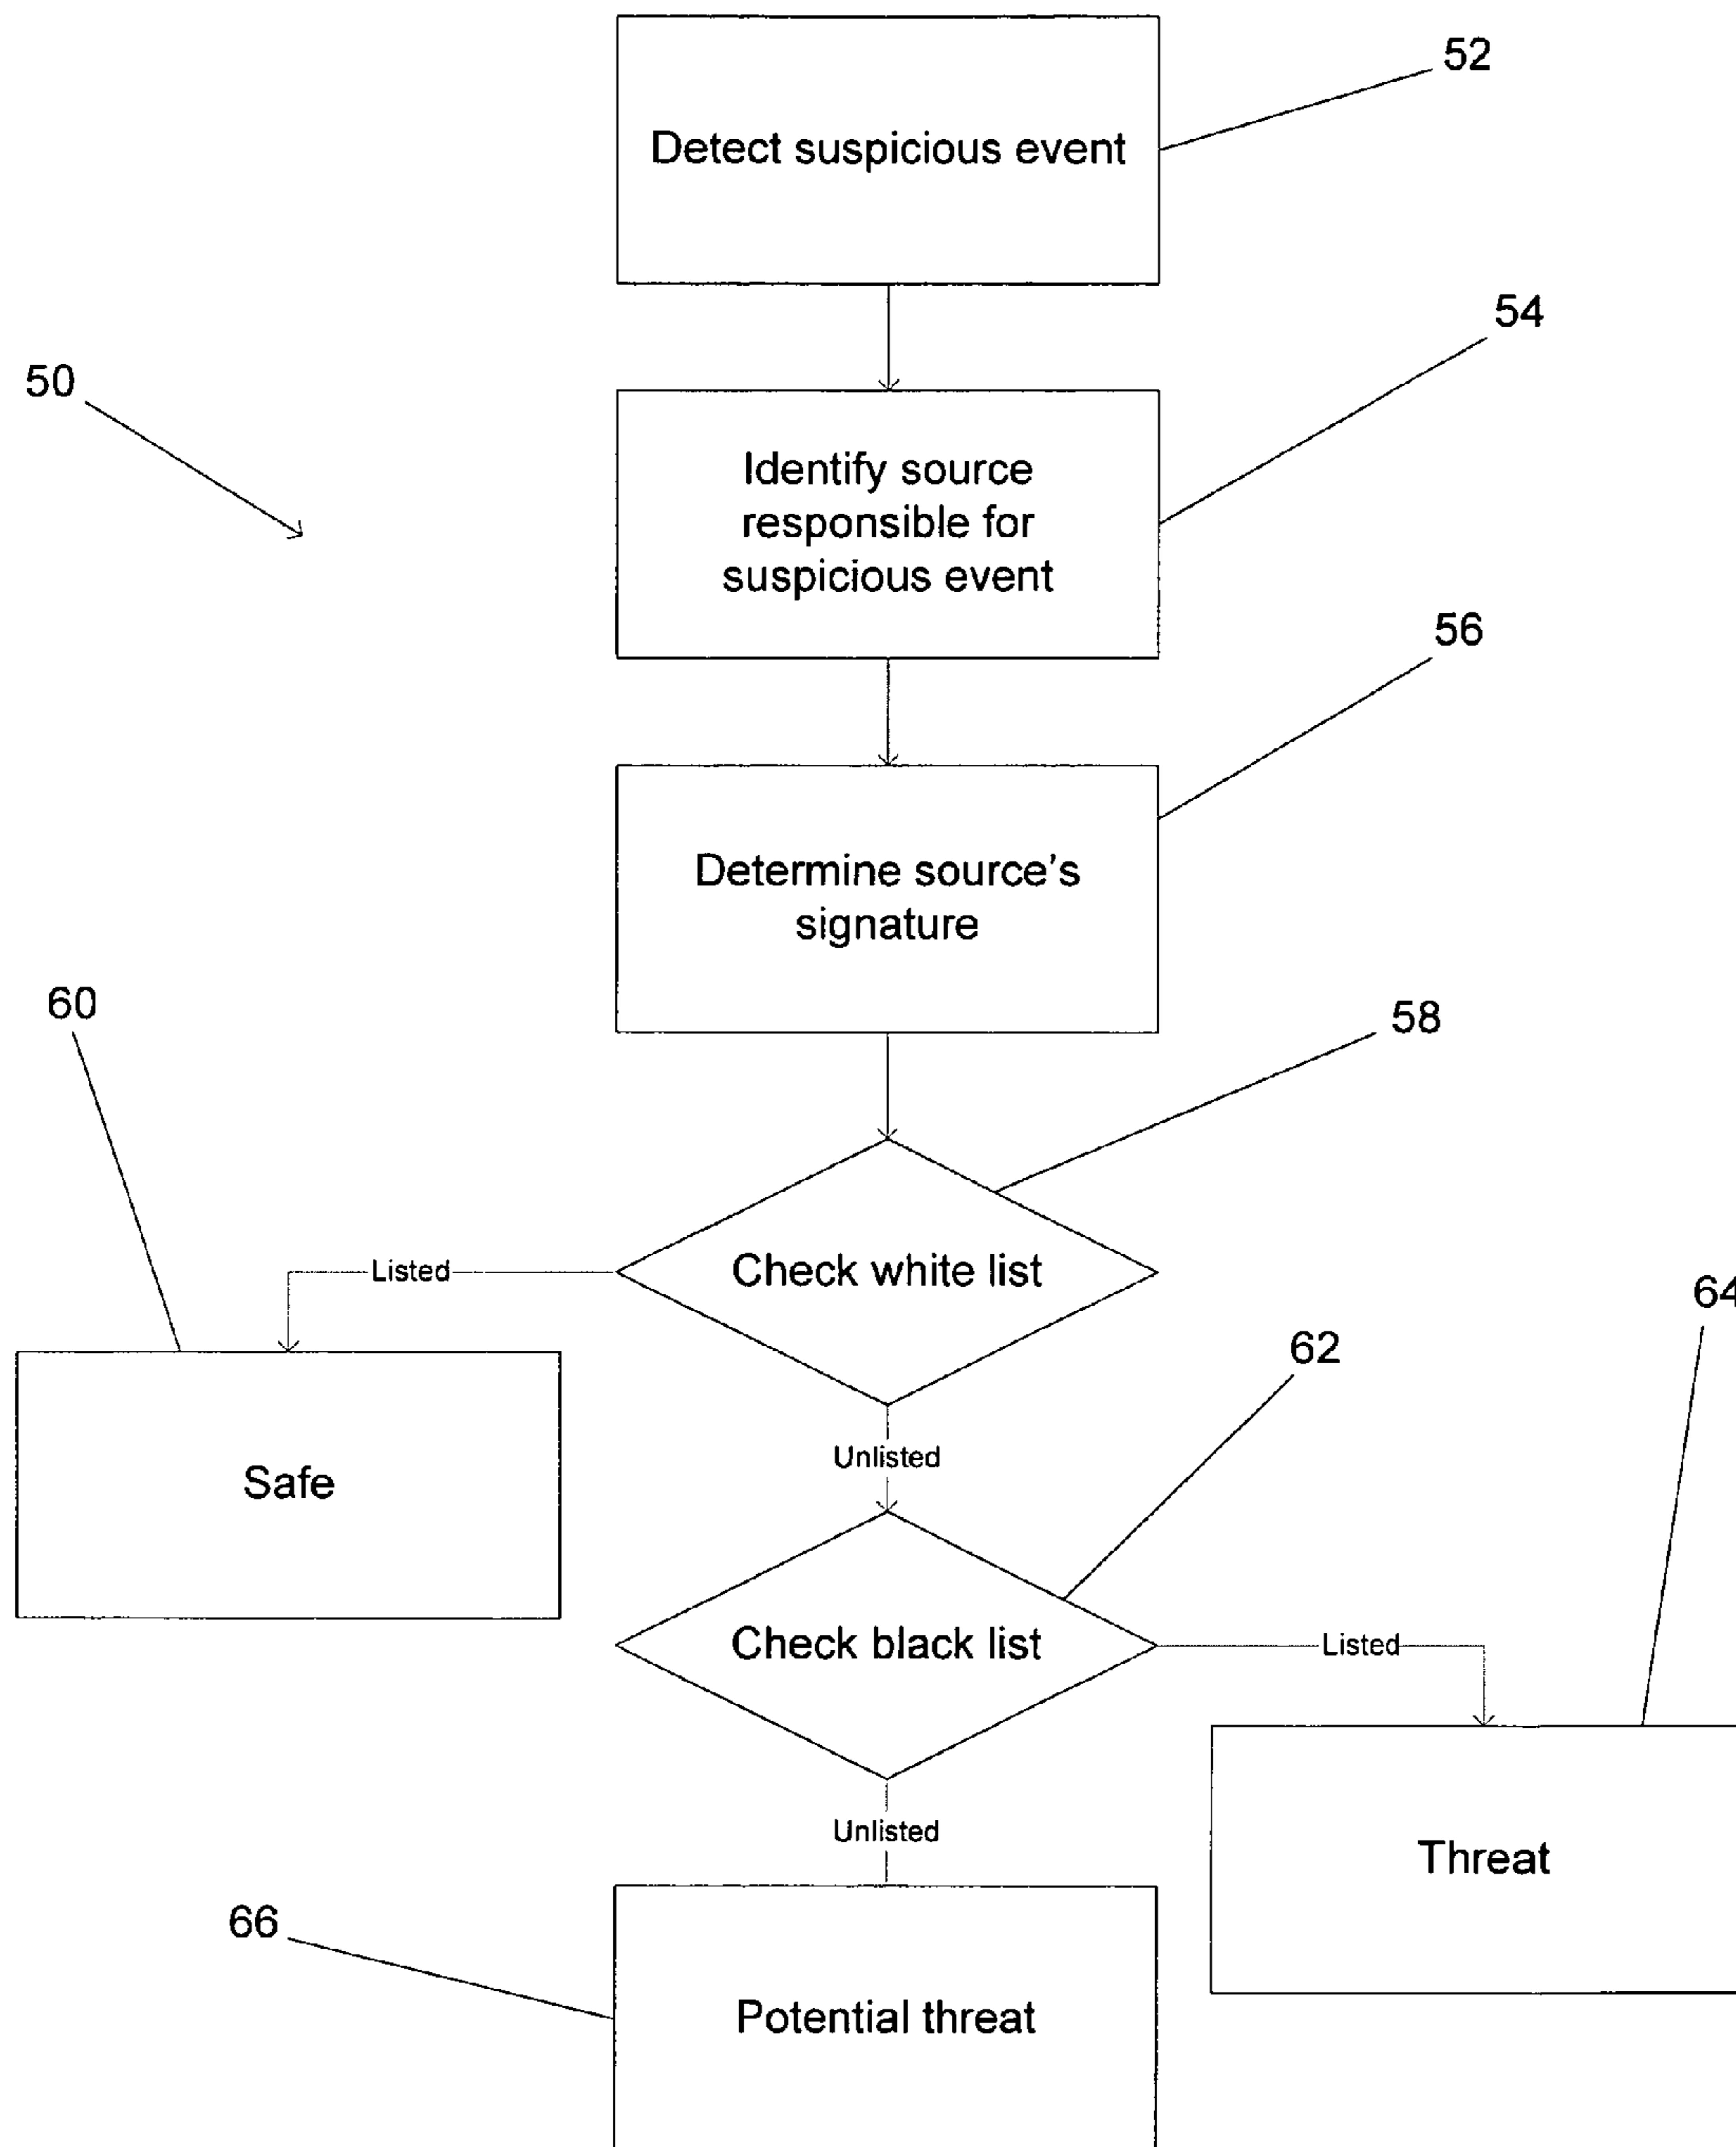 Detect suspicious event
52
50
Identify source
responsible for
suspicious event
54
Determine source's
signature
56
Check white list
58
Listed
60
Safe
Unlisted
Check black list
62
Listed
64
Threat
Unlisted
66
Potential threat